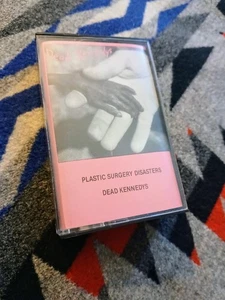 PLASTIC SURGERY DISASTERS
DEAD KENNEDYS